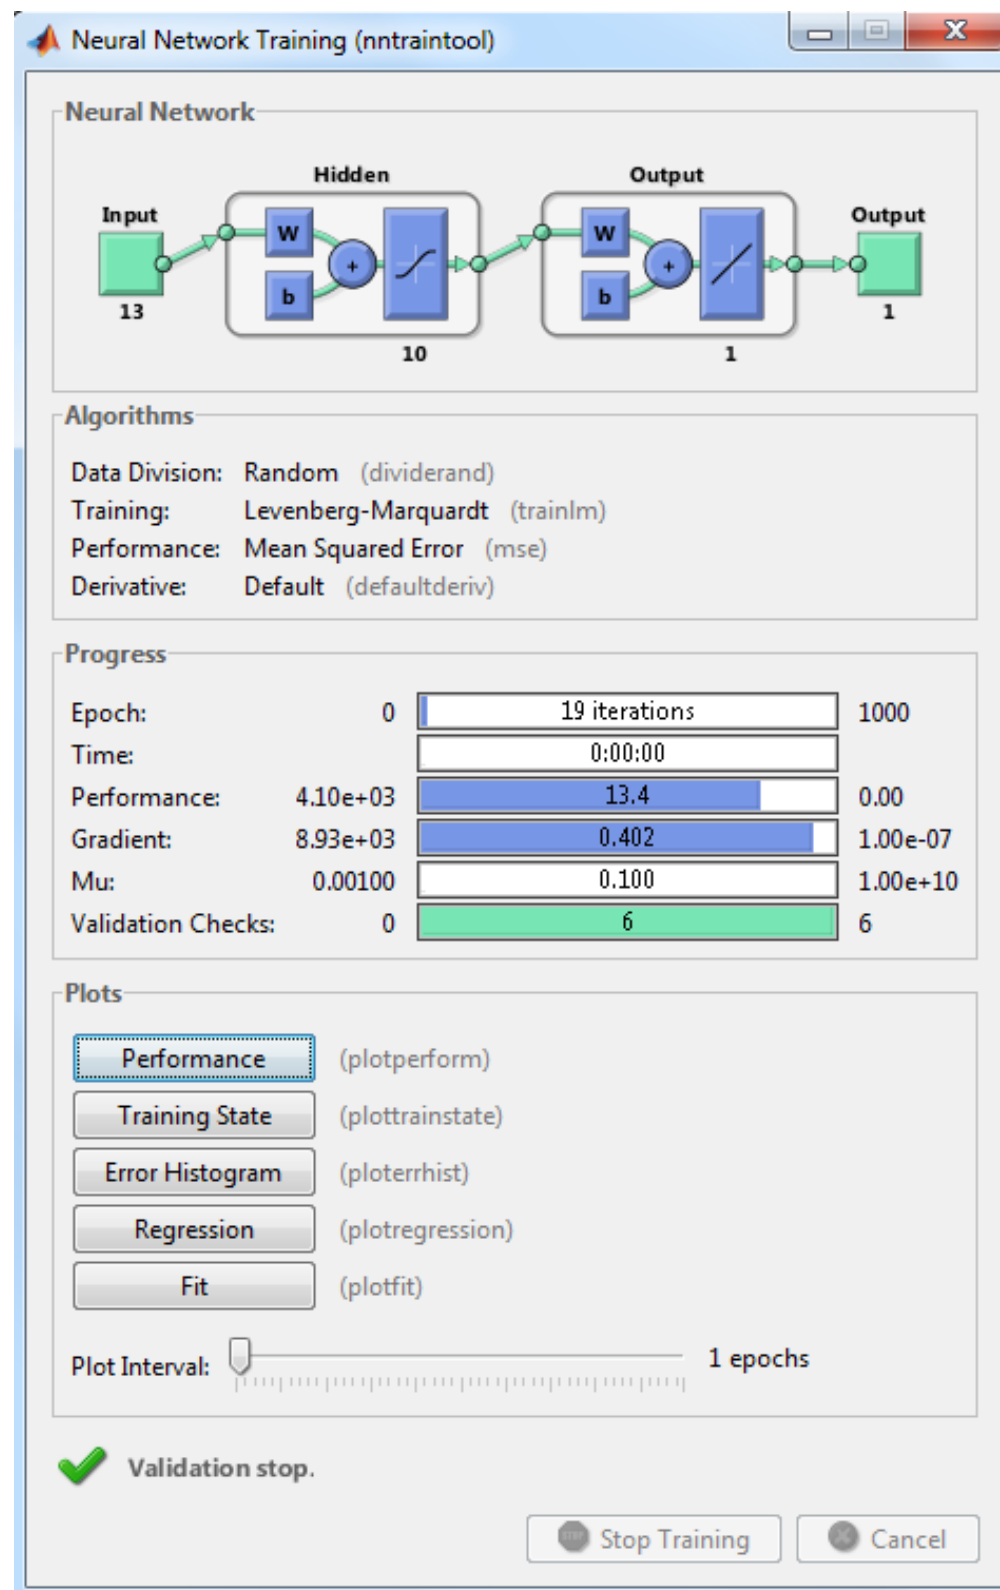 Neural Network Training (nntraintool)
Neural Network
Hidden Output
Input W W Output
+ +
b b
13 1
10 1
Algorithms
Data Division: Random (dividerand)
Training: Levenberg-Marquardt (trainlm)
Performance: Mean Squared Error (mse)
Derivative: Default (defaultderiv)
Progress
Epoch: 0 19 iterations 1000
Time: 0:00:00
Performance: 4.10e+03 13.4 0.00
Gradient: 8.93e+03 0.402 1.00e-07
Mu: 0.00100 0.100 1.00e+10
Validation Checks: 0 6 6
Plots
Performance (plotperform)
Training State (plottrainstate)
Error Histogram (ploterrhist)
Regression (plotregression)
Fit (plotfit)
Plot Interval: 1 epochs
Validation stop.
STOP Stop Training Cancel